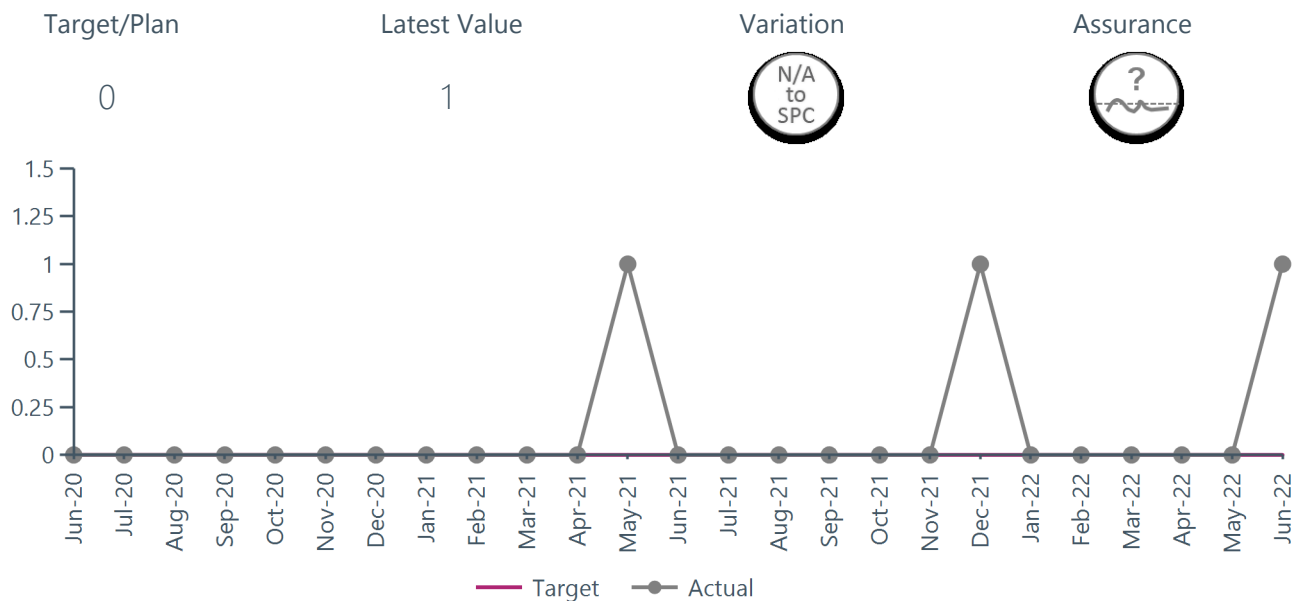 Target/Plan
Latest Value
Variation
Assurance
0
1
N/A
to
SPC
?
1.5
1.25
1
0.75
0.5
0.25
0
Jun-20
Jul-20
Aug-20
Sep-20
Oct-20
Nov-20
Dec-20
Jan-21
Feb-21
Mar-21
Apr-21
May-21
Jun-21
Jul-21
Aug-21
Sep-21
Oct-21
Nov-21
Dec-21
Jan-22
Feb-22
Mar-22
Apr-22
May-22
Jun-22
Target
Actual